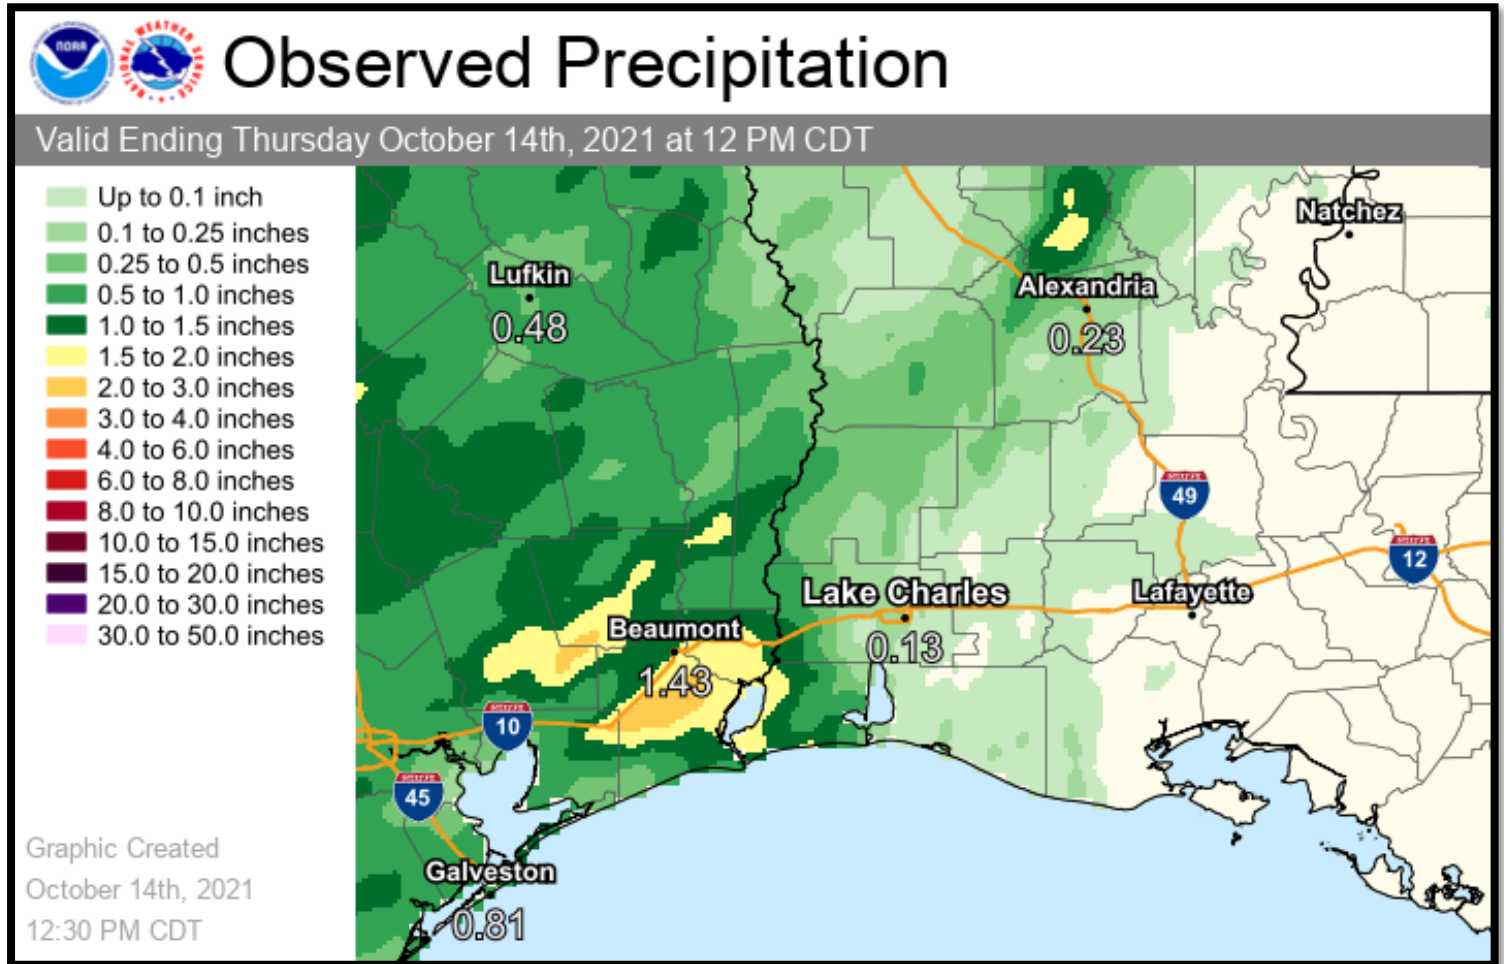 NOAA
NATIONAL WEATHER SERVICE
Observed Precipitation
Valid Ending Thursday October 14th, 2021 at 12 PM CDT
Up to 0.1 inch
0.1 to 0.25 inches
0.25 to 0.5 inches
0.5 to 1.0 inches
1.0 to 1.5 inches
1.5 to 2.0 inches
2.0 to 3.0 inches
3.0 to 4.0 inches
4.0 to 6.0 inches
6.0 to 8.0 inches
8.0 to 10.0 inches
10.0 to 15.0 inches
15.0 to 20.0 inches
20.0 to 30.0 inches
30.0 to 50.0 inches
Graphic Created
October 14th, 2021
12:30 PM CDT
Natchez
Lufkin
0.48
Alexandria
0.23
49
12
Lake Charles
0.13
Lafayette
Beaumont
1.43
10
45
Galveston
0.81